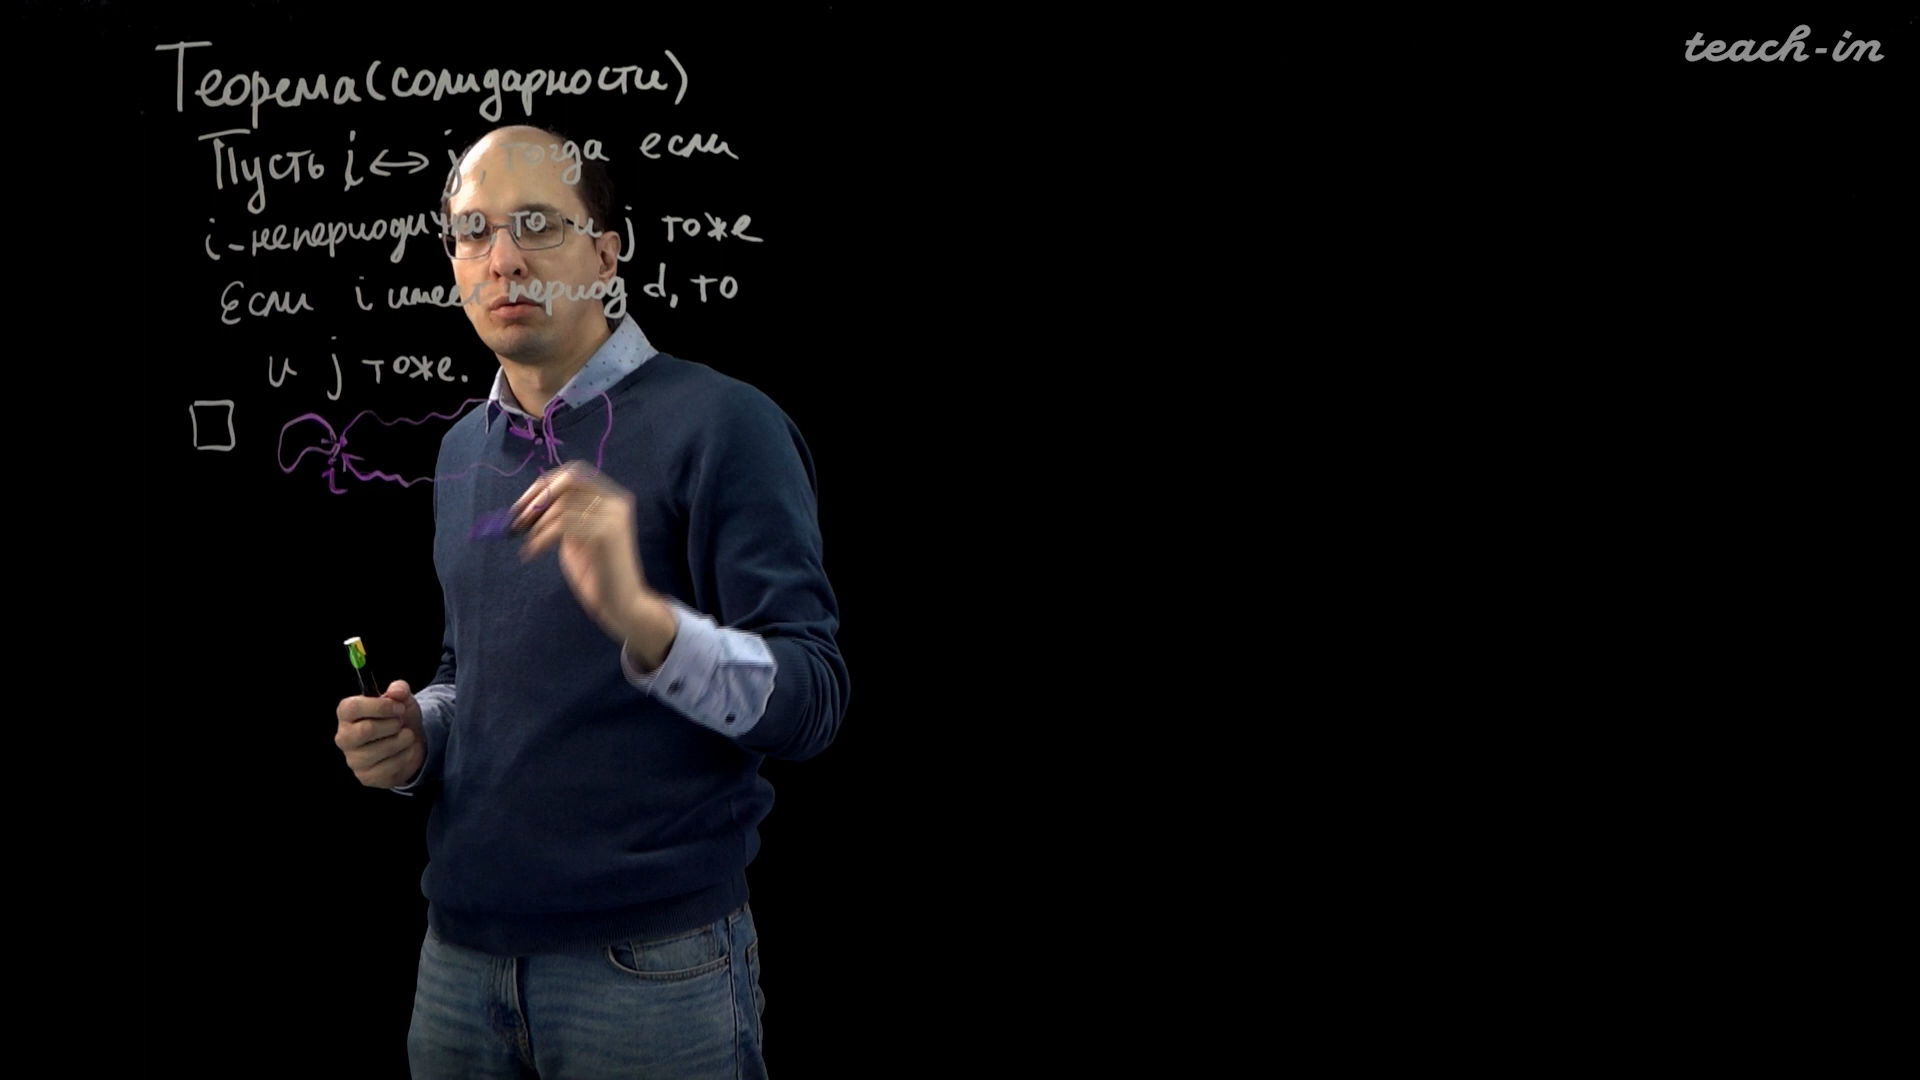 teach-in
Теорема (солидарности)
Пусть i ↔ j, тогда если
i - непериодично то и j тоже
Если i имеет период d, то
и j тоже.
i